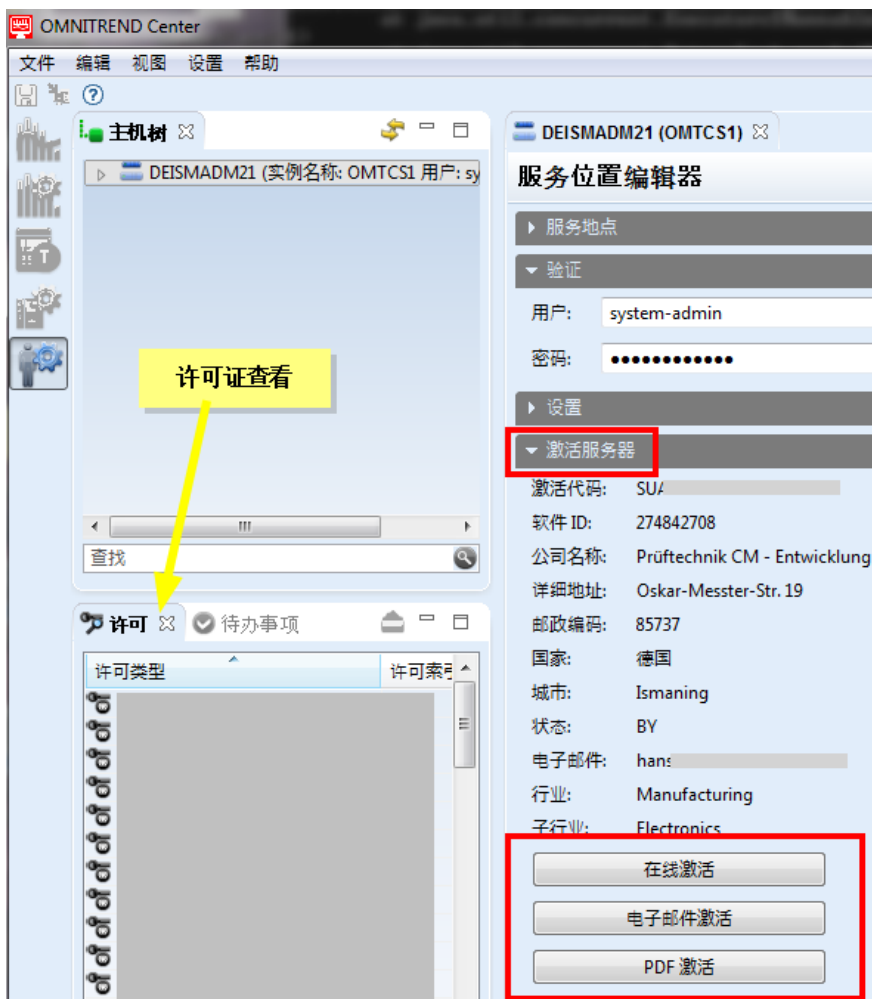 OMNITREND Center
文件 编辑 视图 设置 帮助
主机树
DEISMADM21 (实例名称: OMTCS1 用户: sy
许可证查看
查找
许可 待办事项
许可类型 许可索引
DEISMADM21 (OMTCS1)
服务位置编辑器
服务地点
验证
用户: system-admin
密码: ●●●●●●●●●●●●
设置
激活服务器
激活代码: SUA
软件 ID: 274842708
公司名称: Prüftechnik CM - Entwicklung
详细地址: Oskar-Messter-Str. 19
邮政编码: 85737
国家: 德国
城市: Ismaning
状态: BY
电子邮件: hans
行业: Manufacturing
子行业: Electronics
在线激活
电子邮件激活
PDF 激活